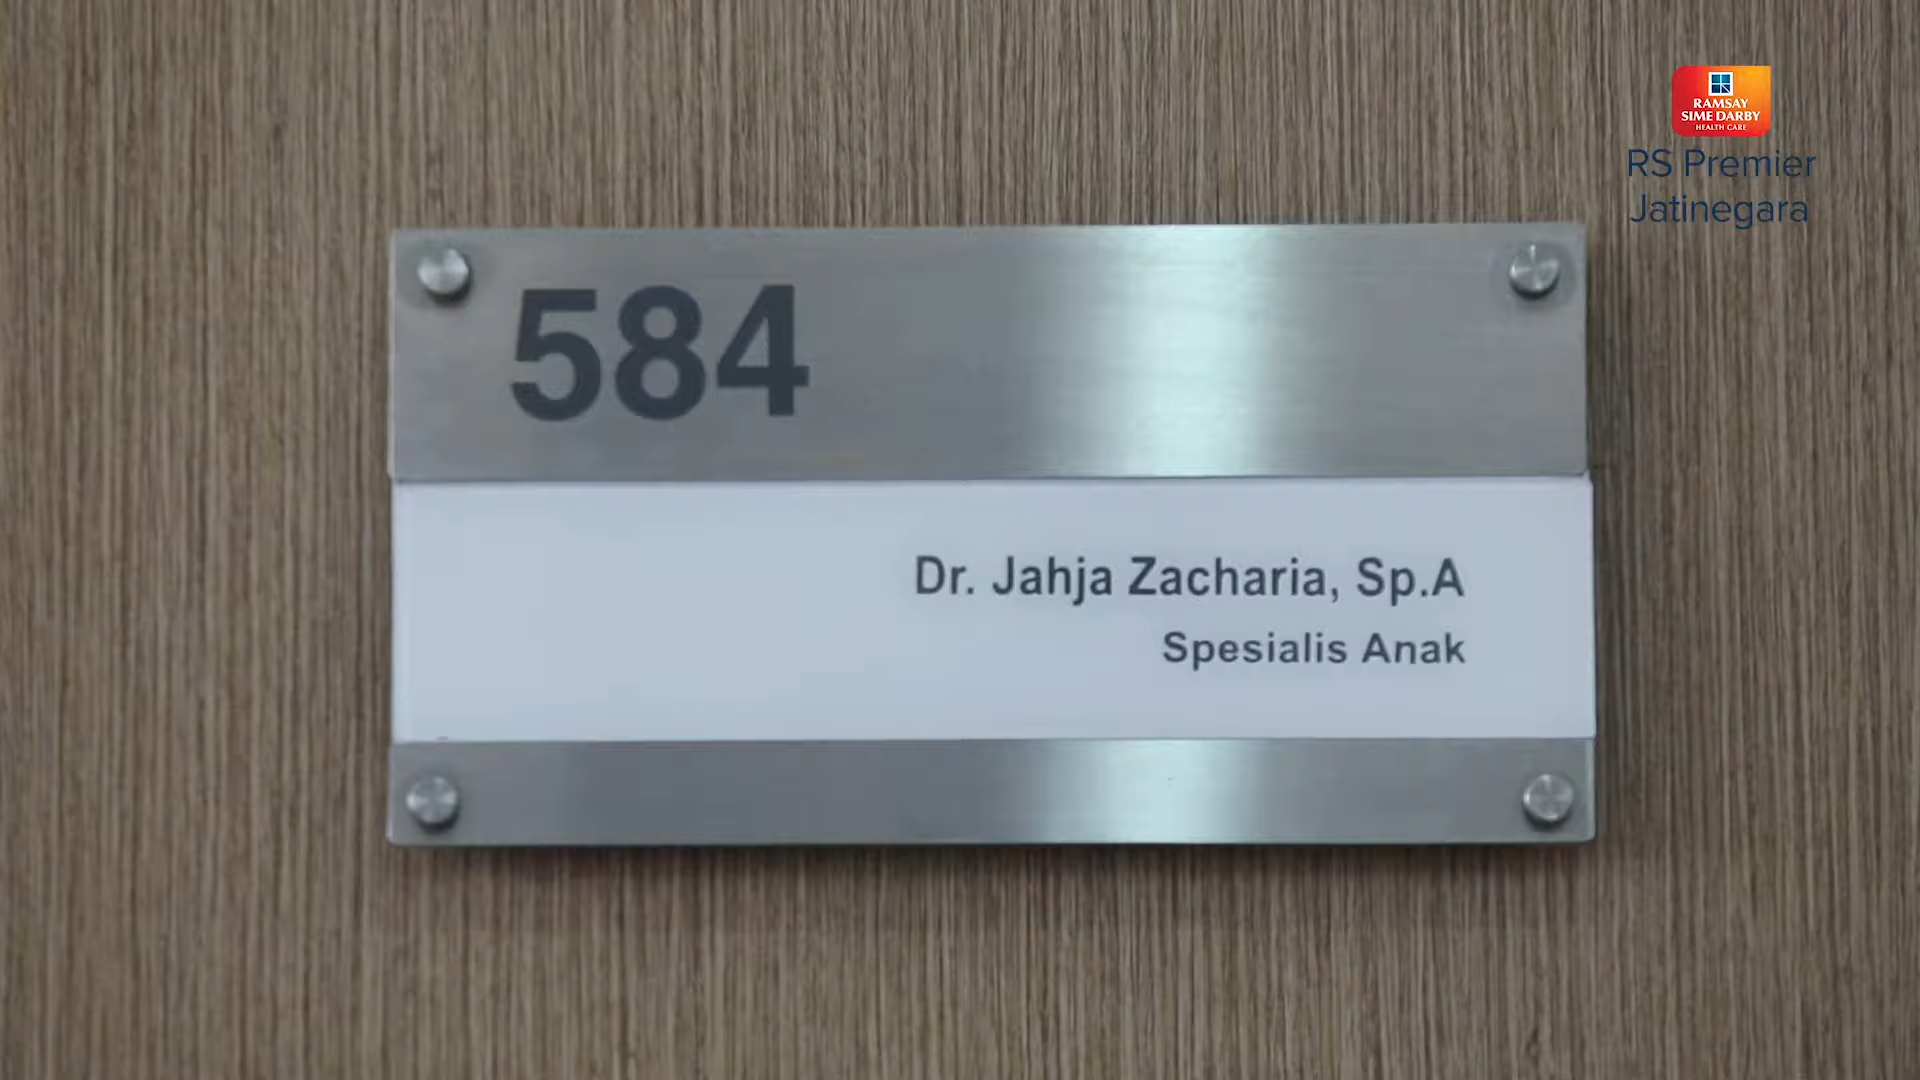 RAMSAY
SIME DARBY
HEALTH CARE
RS Premier
Jatinegara
584
Dr. Jahja Zacharia, Sp.A
Spesialis Anak